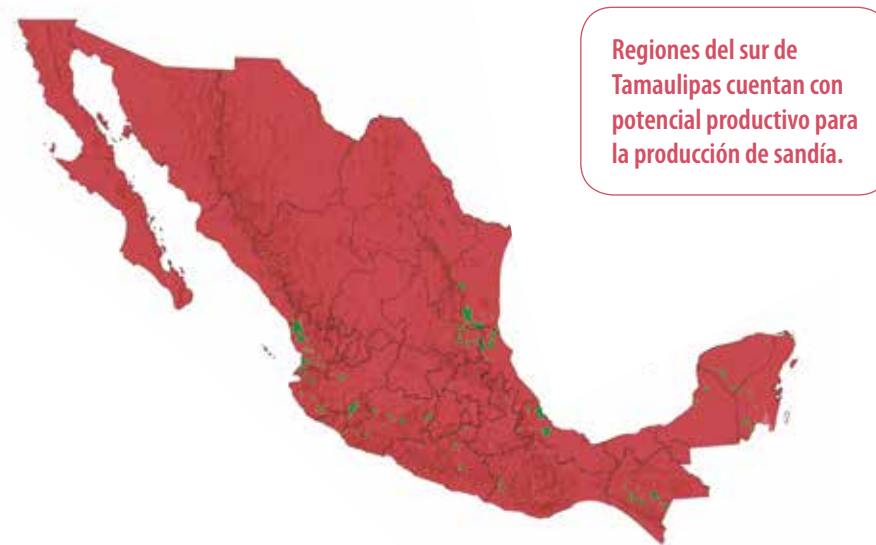 Regiones del sur de
Tamaulipas cuentan con
potencial productivo para
la producción de sandía.